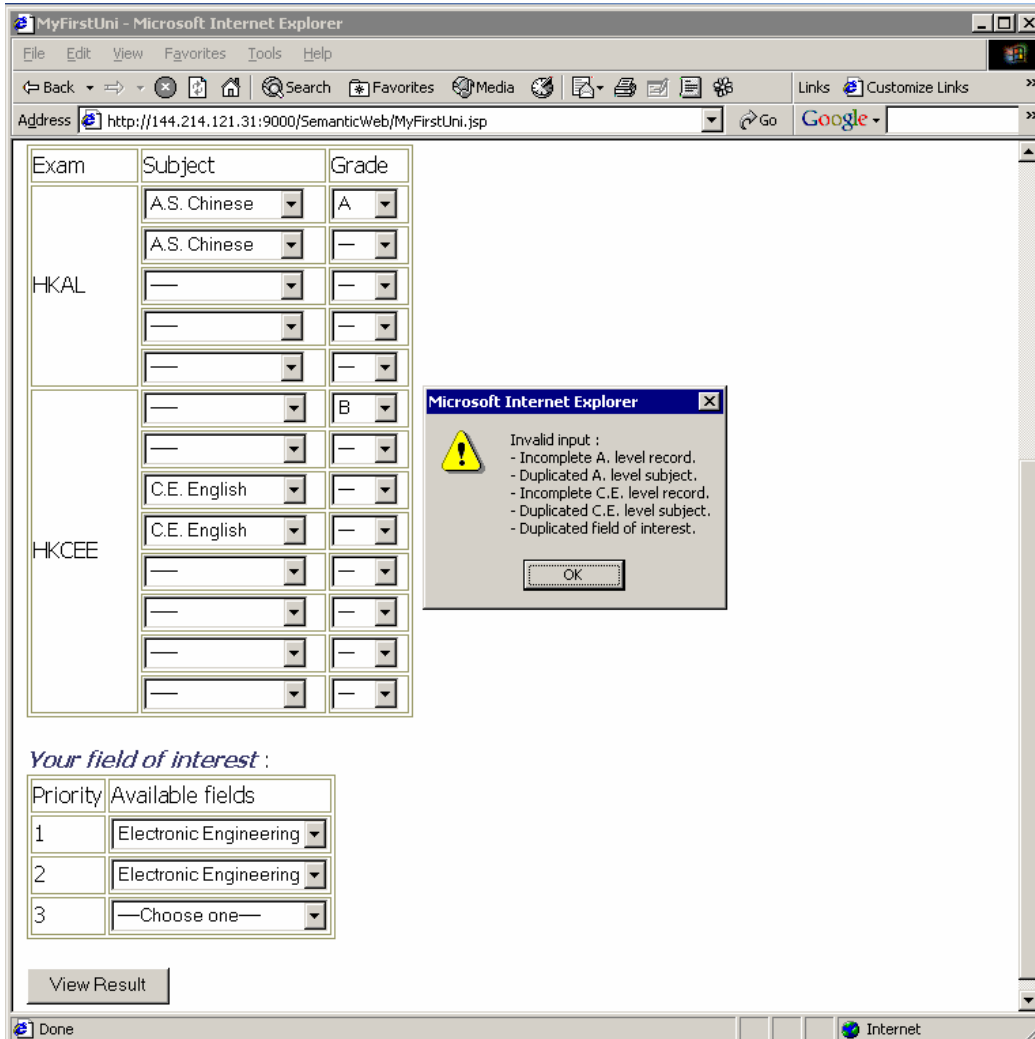 MyFirstUni - Microsoft Internet Explorer
File Edit View Favorites Tools Help
Back Search Favorites Media Links Customize Links »
Address http://144.214.121.31:9000/SemanticWeb/MyFirstUni.jsp Go Google »
Exam Subject Grade
HKAL
A.S. Chinese A
A.S. Chinese —
— —
— —
— —
HKCEE
— B
— —
C.E. English —
C.E. English —
— —
— —
— —
— —
Microsoft Internet Explorer
Invalid input :
- Incomplete A. level record.
- Duplicated A. level subject.
- Incomplete C.E. level record.
- Duplicated C.E. level subject.
- Duplicated field of interest.
OK
Your field of interest :
Priority Available fields
1 Electronic Engineering
2 Electronic Engineering
3 —Choose one—
View Result
Done Internet